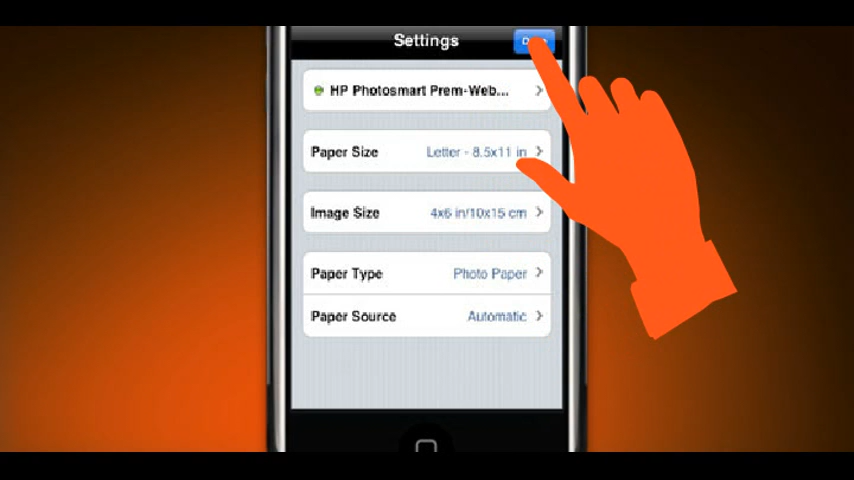 Settings
HP Photosmart Prem-Web...
Paper Size Letter - 8.5x11 in
Image Size 4x6 in/10x15 cm
Paper Type Photo Paper
Paper Source Automatic